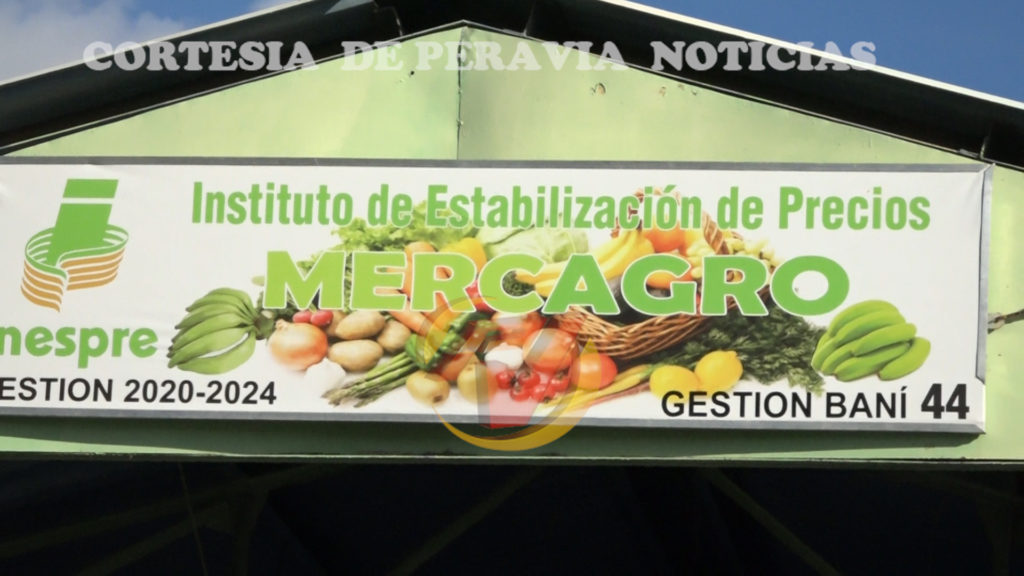 CORTESIA DE PERAVIA NOTICIAS
Instituto de Estabilización de Precios
MERCAGRO
nespre
ESTION 2020-2024
GESTION BANÍ 44